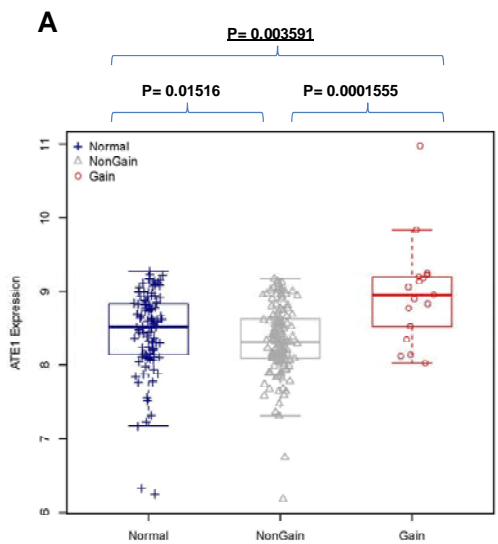 A
P= 0.003591
P= 0.01516
P= 0.0001555
Normal
NonGain
Gain
11
10
9
8
7
6
ATE1 Expression
Normal
NonGain
Gain